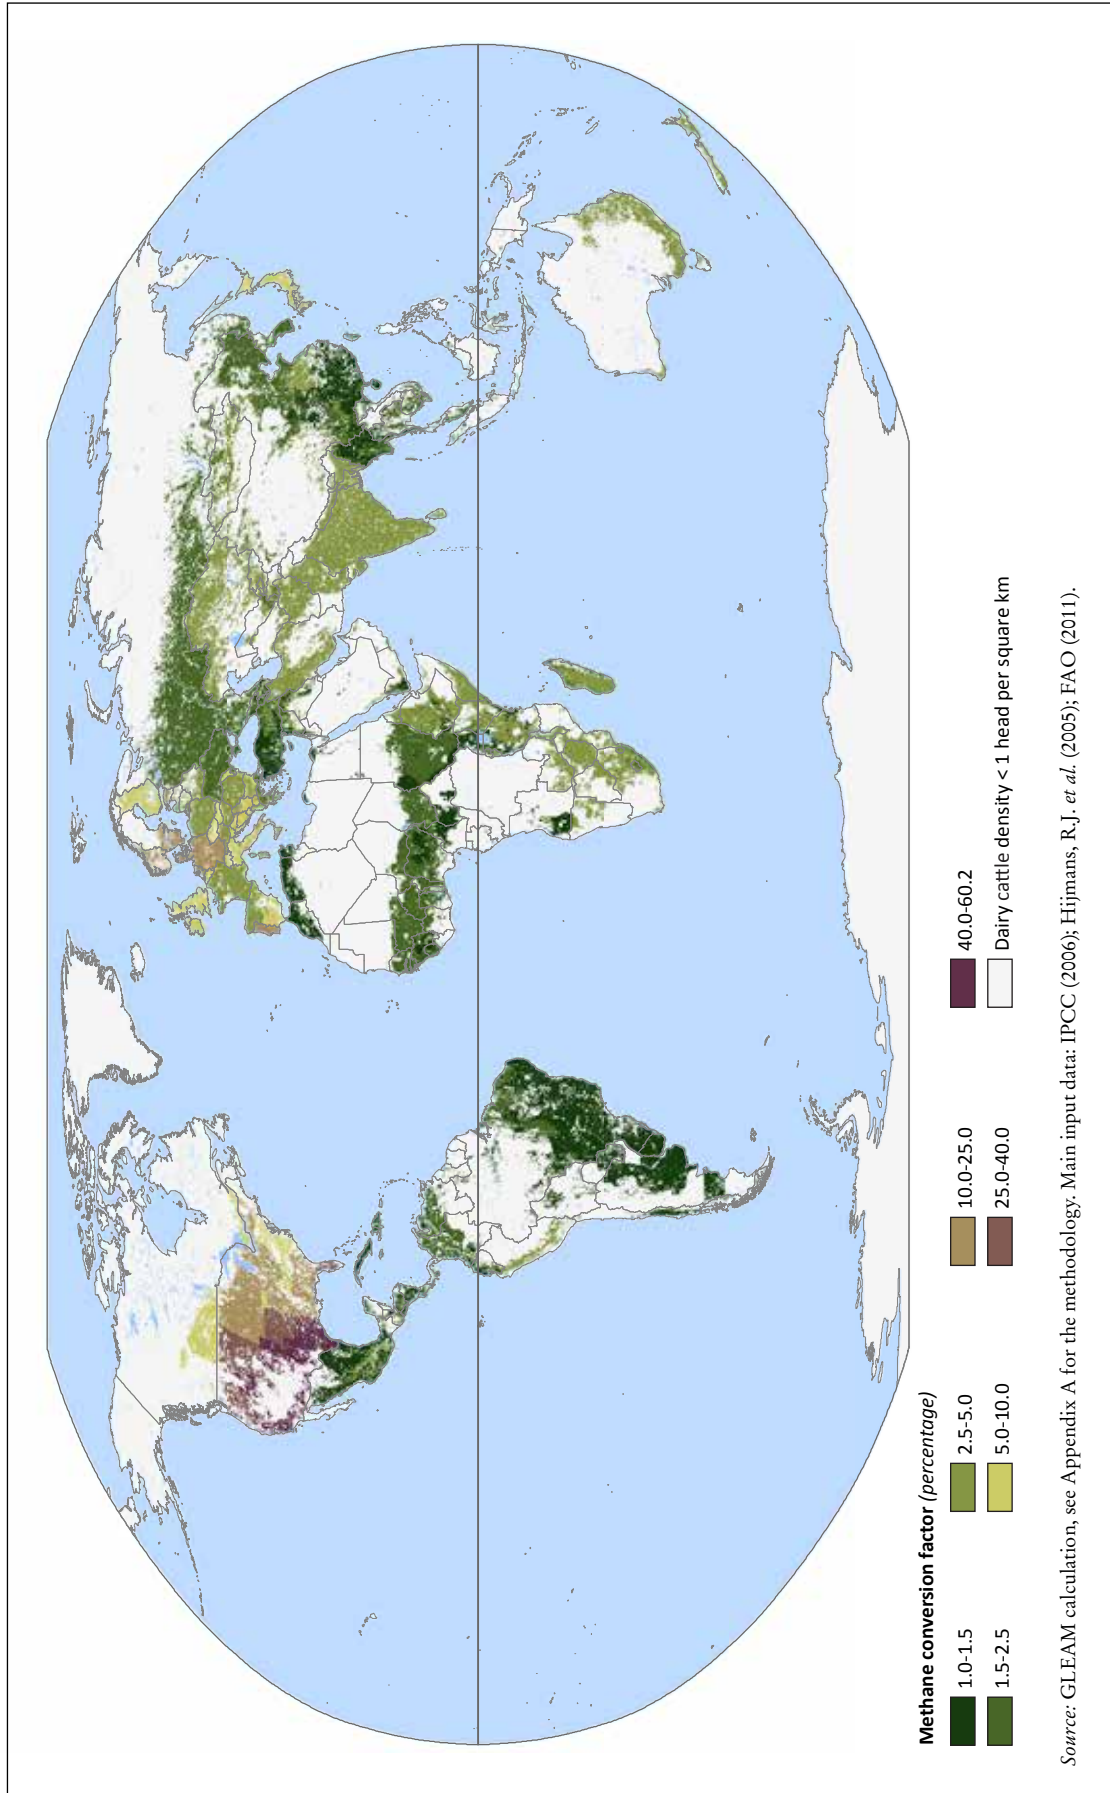 Methane conversion factor (percentage)
1.0-1.5
2.5-5.0
10.0-25.0
40.0-60.2
1.5-2.5
5.0-10.0
25.0-40.0
Dairy cattle density < 1 head per square km
Source: GLEAM calculation, see Appendix A for the methodology. Main input data: IPCC (2006); Hijmans, R.J. et al. (2005); FAO (2011).